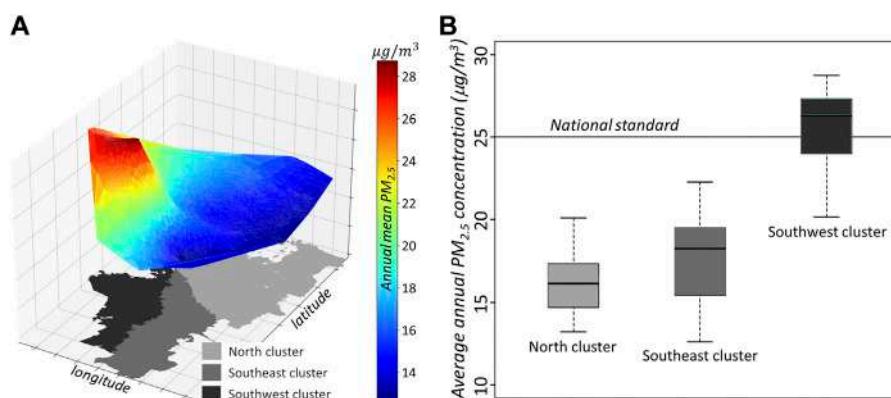 A
μg/m³
28
26
24
22
20
18
16
14
Annual mean PM₂.₅
latitude
longitude
North cluster
Southeast cluster
Southwest cluster
B
Average annual PM₂.₅ concentration (μg/m³)
30
25
20
15
10
National standard
Southwest cluster
North cluster
Southeast cluster